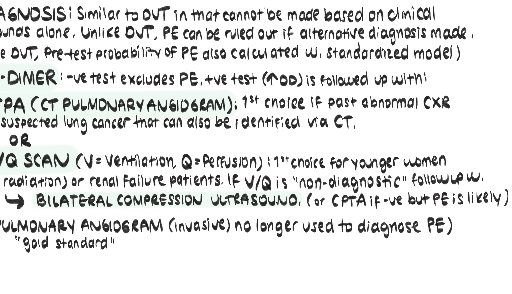 AGNOSIS: Similar to DVT in that cannot be made based on clinical
unds alone. Unlike DVT, PE can be ruled our if alternative diagnosis made.
e DVT, Pre-test probability of PE also calculated w. standardized model)
-DIMER: -ve test excludes PE. +ve test (↑DD) is followed up with:
PA (CT PULMONARY ANGIOGRAM): 1st choice if past abnormal CXR
suspected lung cancer that can also be identified via CT.
OR
/Q SCAN (V= Ventilation, Q= Perfusion): 1st choice for younger women
radiation) or renal failure patients. If V/Q is "non-diagnostic" follow up w.
↳ BILATERAL COMPRESSION ULTRASOUND. (or CPTA if -ve but PE is likely)
ULMONARY ANGIOGRAM (invasive) no longer used to diagnose PE)
"gold standard"